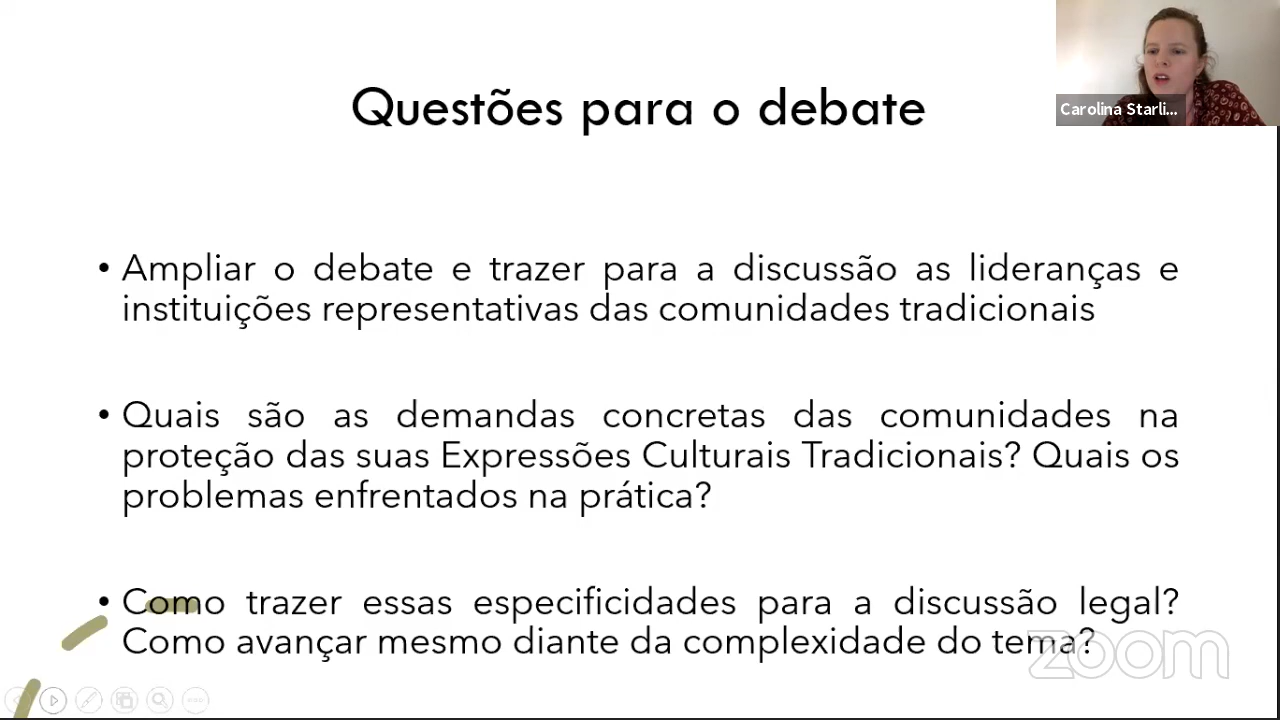 Questões para o debate
Carolina Starli...
• Ampliar o debate e trazer para a discussão as lideranças e
instituições representativas das comunidades tradicionais
• Quais são as demandas concretas das comunidades na
proteção das suas Expressões Culturais Tradicionais? Quais os
problemas enfrentados na prática?
• Como trazer essas especificidades para a discussão legal?
Como avançar mesmo diante da complexidade do tema?
zoom